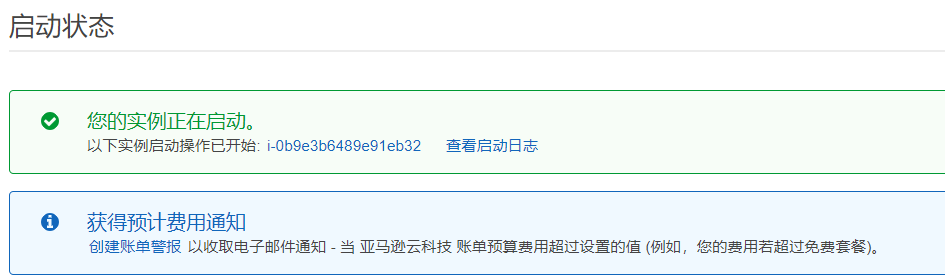 启动状态
您的实例正在启动。
以下实例启动操作已开始: i-0b9e3b6489e91eb32 查看启动日志
获得预计费用通知
创建账单警报 以收取电子邮件通知 - 当 亚马逊云科技 账单预算费用超过设置的值 (例如，您的费用若超过免费套餐)。